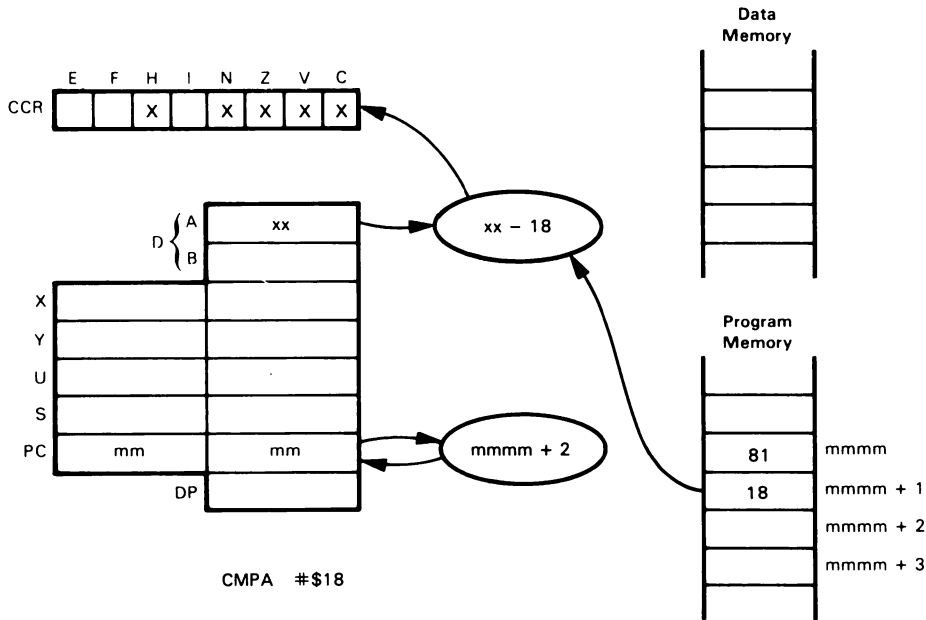 Data
Memory
E F H I N Z V C
CCR X X X X X
D { A xx
B
xx – 18
X
Y
U
S
PC mm mm
mmmm + 2
DP
Program
Memory
81 mmmm
18 mmmm + 1
mmmm + 2
mmmm + 3
CMPA #$18